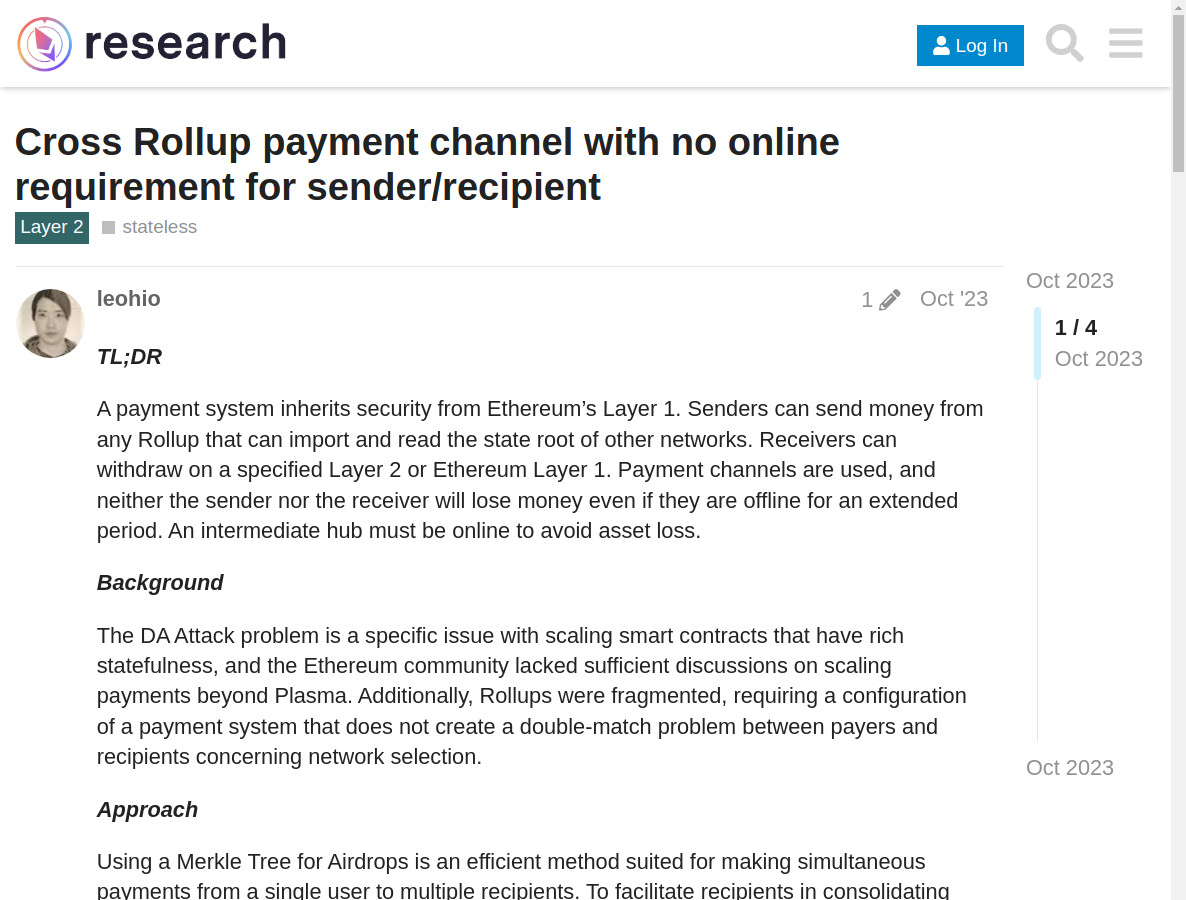 research
Log In
Cross Rollup payment channel with no online
requirement for sender/recipient
Layer 2
stateless
leohio
1
Oct '23
TL;DR
A payment system inherits security from Ethereum’s Layer 1. Senders can send money from
any Rollup that can import and read the state root of other networks. Receivers can
withdraw on a specified Layer 2 or Ethereum Layer 1. Payment channels are used, and
neither the sender nor the receiver will lose money even if they are offline for an extended
period. An intermediate hub must be online to avoid asset loss.
Background
The DA Attack problem is a specific issue with scaling smart contracts that have rich
statefulness, and the Ethereum community lacked sufficient discussions on scaling
payments beyond Plasma. Additionally, Rollups were fragmented, requiring a configuration
of a payment system that does not create a double-match problem between payers and
recipients concerning network selection.
Approach
Using a Merkle Tree for Airdrops is an efficient method suited for making simultaneous
payments from a single user to multiple recipients. To facilitate recipients in consolidating
Oct 2023
1 / 4
Oct 2023
Oct 2023